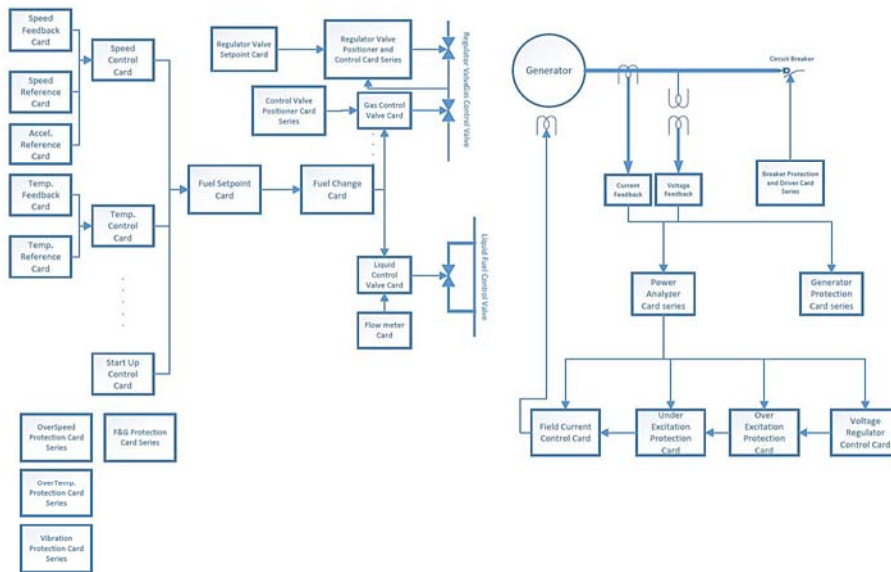 Speed
Feedback
Card
Speed
Reference
Card
Accel.
Reference
Card
Temp.
Feedback
Card
Temp.
Reference
Card
Speed
Control
Card
Temp.
Control
Card
Start Up
Control
Card
Fuel Setpoint
Card
Fuel Change
Card
Regulator Valve
Setpoint Card
Regulator Valve
Positioner and
Control Card Series
Control Valve
Positioner Card
Series
Gas Control
Valve Card
Regulator Valve
Gas Control Valve
Liquid
Control
Valve Card
Flow meter
Card
Liquid Fuel Control Valve
OverSpeed
Protection Card
Series
F&G Protection
Card Series
OverTemp.
Protection Card
Series
Vibration
Protection Card
Series
Generator
Circuit Breaker
Current
Feedback
Voltage
Feedback
Breaker Protection
and Driver Card
Series
Power
Analyzer
Card series
Generator
Protection
Card series
Field Current
Control Card
Under
Excitation
Protection
Card
Over
Excitation
Protection
Card
Voltage
Regulator
Control Card